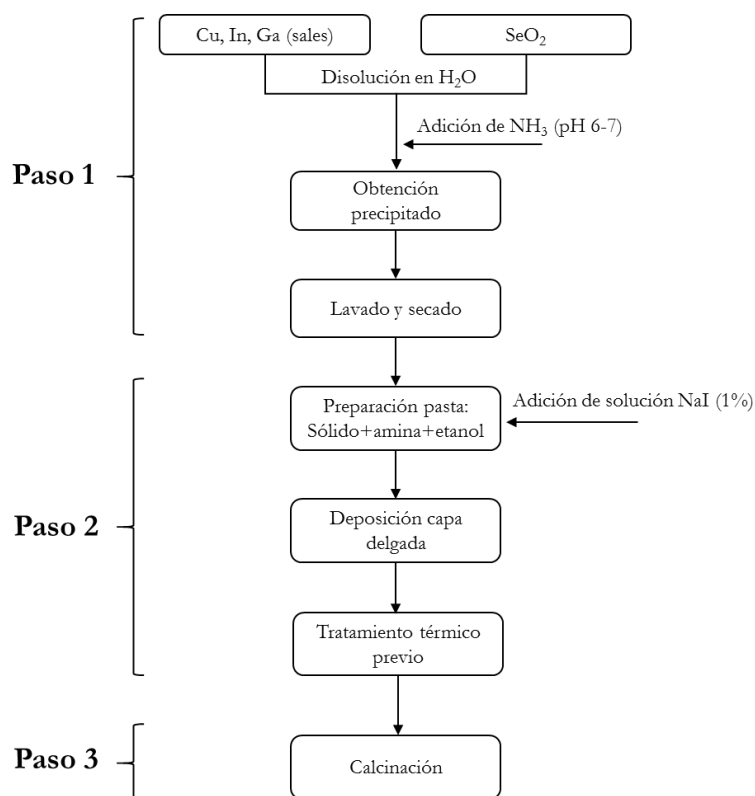 Cu, In, Ga (sales)
SeO₂
Disolución en H₂O
Adición de NH₃ (pH 6-7)
Paso 1
Obtención
precipitado
Lavado y secado
Preparación pasta:
Sólido+amina+etanol
Adición de solución NaI (1%)
Paso 2
Deposición capa
delgada
Tratamiento térmico
previo
Paso 3
Calcinación